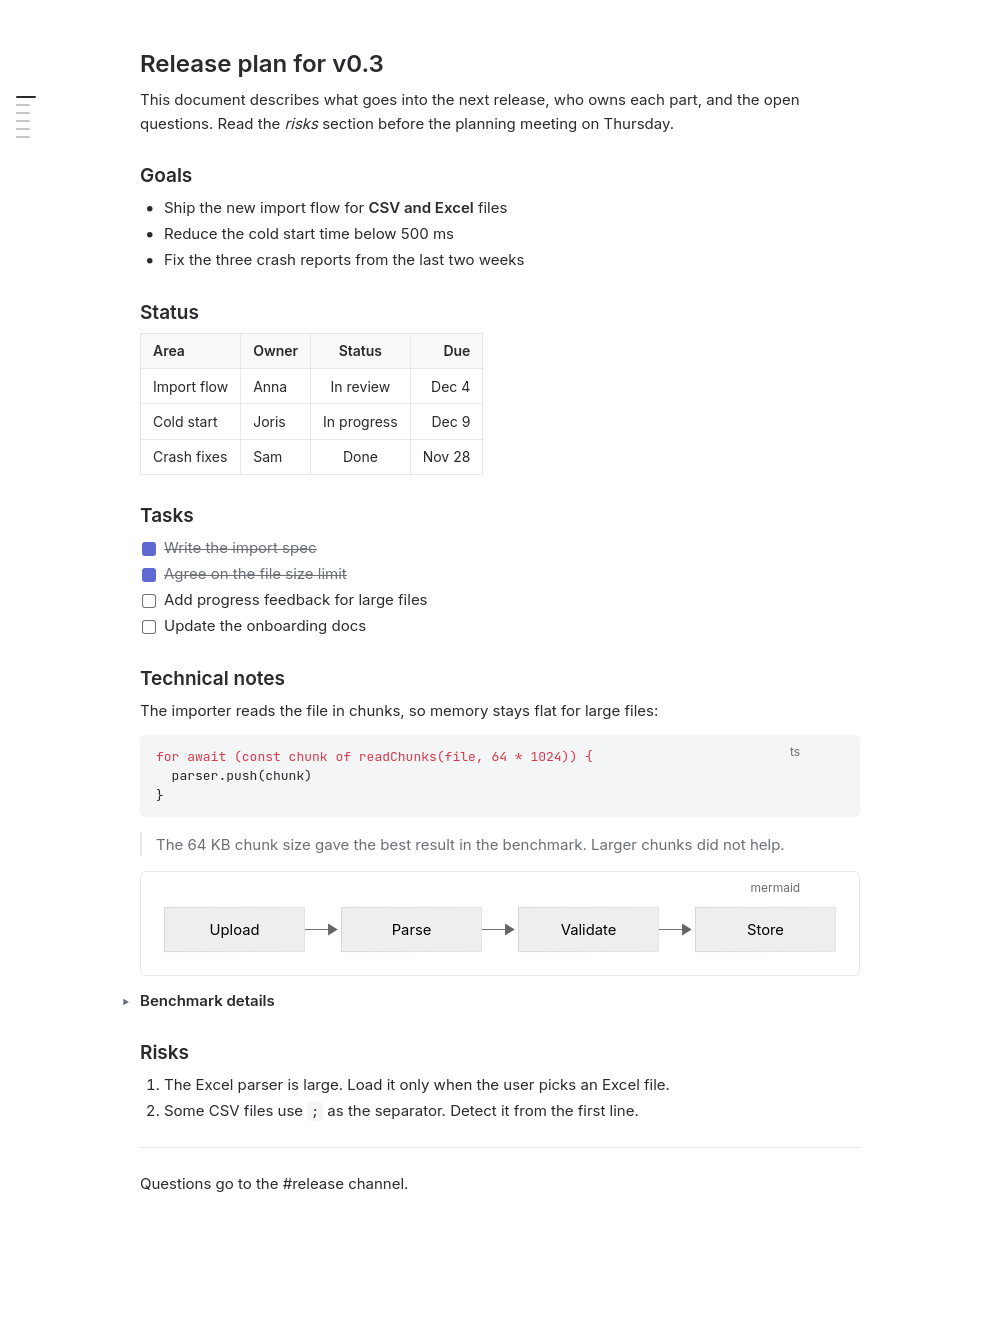 Release plan for v0.3
This document describes what goes into the next release, who owns each part, and the open
questions. Read the risks section before the planning meeting on Thursday.
Goals
• Ship the new import flow for CSV and Excel files
• Reduce the cold start time below 500 ms
• Fix the three crash reports from the last two weeks
Status
Area Owner Status Due
Import flow Anna In review Dec 4
Cold start Joris In progress Dec 9
Crash fixes Sam Done Nov 28
Tasks
Write the import spec
Agree on the file size limit
Add progress feedback for large files
Update the onboarding docs
Technical notes
The importer reads the file in chunks, so memory stays flat for large files:
ts
for await (const chunk of readChunks(file, 64 * 1024)) {
  parser.push(chunk)
}
The 64 KB chunk size gave the best result in the benchmark. Larger chunks did not help.
mermaid
Upload Parse Validate Store
Benchmark details
Risks
1. The Excel parser is large. Load it only when the user picks an Excel file.
2. Some CSV files use ; as the separator. Detect it from the first line.
Questions go to the #release channel.